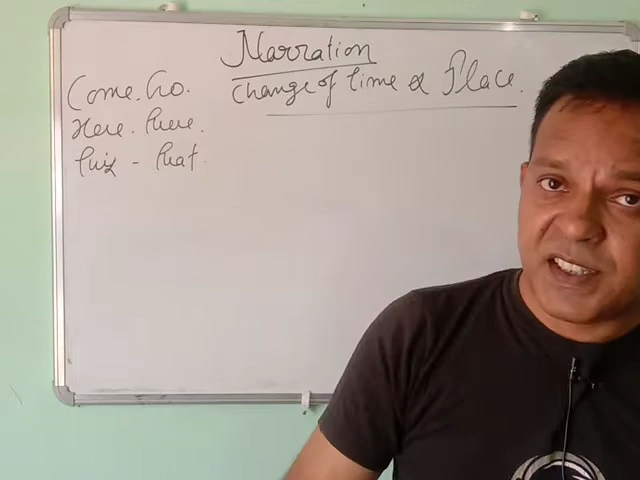 Narration
Change of Time & Place.
Come. Go.
Here. There.
This - That